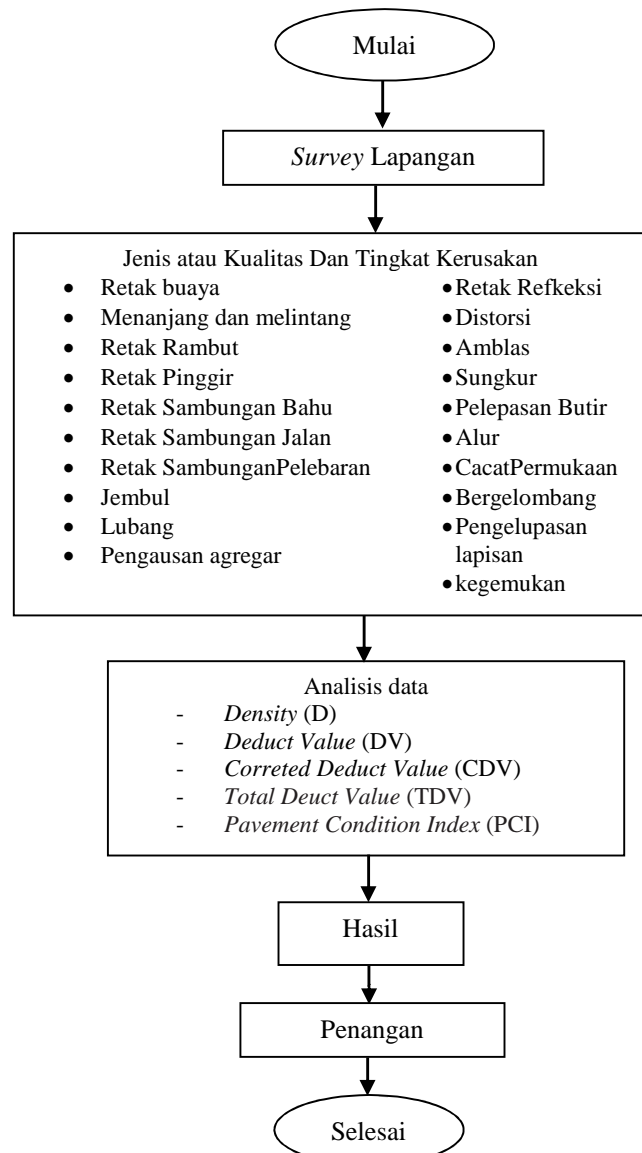 Mulai
Survey Lapangan
Jenis atau Kualitas Dan Tingkat Kerusakan
• Retak buaya
• Menanjang dan melintang
• Retak Rambut
• Retak Pinggir
• Retak Sambungan Bahu
• Retak Sambungan Jalan
• Retak SambunganPelebaran
• Jembul
• Lubang
• Pengausan agregar
• Retak Refkeksi
• Distorsi
• Amblas
• Sungkur
• Pelepasan Butir
• Alur
• CacatPermukaan
• Bergelombang
• Pengelupasan
lapisan
• kegemukan
Analisis data
- Density (D)
- Deduct Value (DV)
- Correted Deduct Value (CDV)
- Total Deuct Value (TDV)
- Pavement Condition Index (PCI)
Hasil
Penangan
Selesai